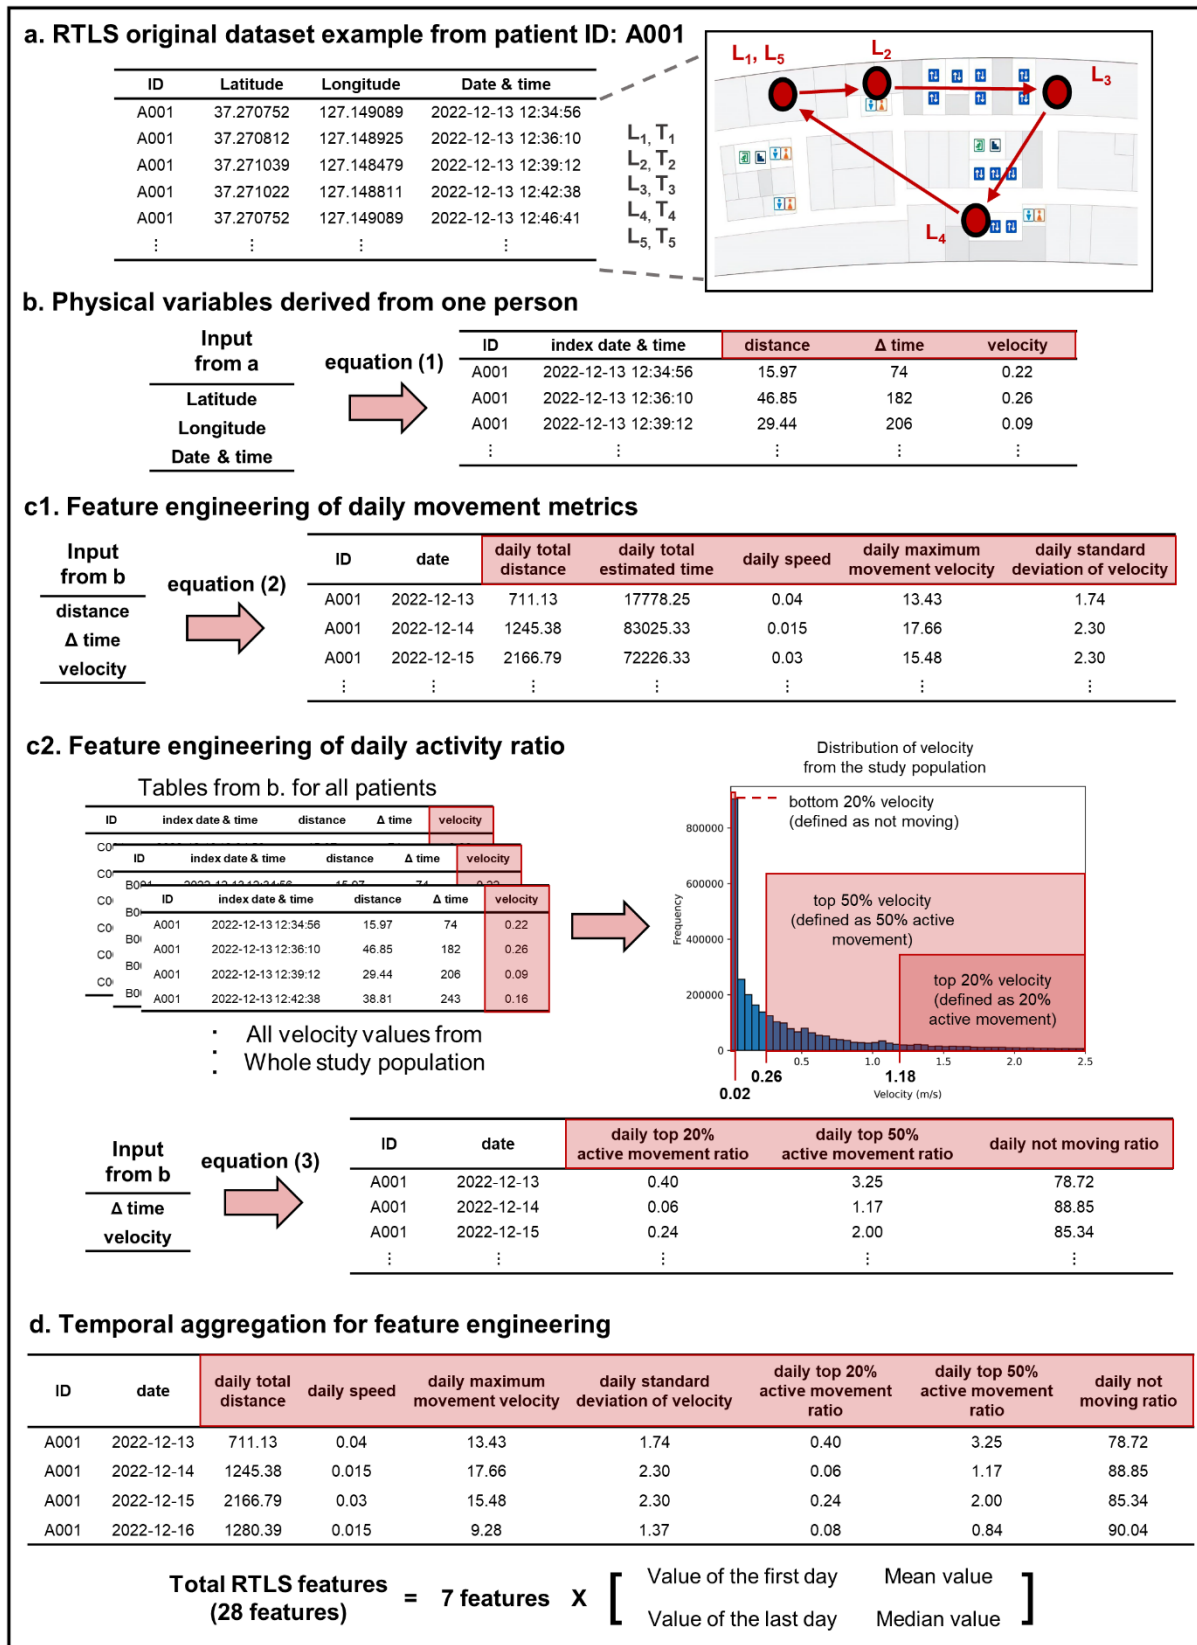 a. RTLS original dataset example from patient ID: A001
ID Latitude Longitude Date & time
A001 37.270752 127.149089 2022-12-13 12:34:56
A001 37.270812 127.148925 2022-12-13 12:36:10
A001 37.271039 127.148479 2022-12-13 12:39:12
A001 37.271022 127.148811 2022-12-13 12:42:38
A001 37.270752 127.149089 2022-12-13 12:46:41
⋮ ⋮ ⋮ ⋮
L1, T1
L2, T2
L3, T3
L4, T4
L5, T5
L1, L5
L2
L3
L4
b. Physical variables derived from one person
Input
from a
Latitude
Longitude
Date & time
equation (1)
ID index date & time distance Δ time velocity
A001 2022-12-13 12:34:56 15.97 74 0.22
A001 2022-12-13 12:36:10 46.85 182 0.26
A001 2022-12-13 12:39:12 29.44 206 0.09
⋮ ⋮ ⋮ ⋮ ⋮
c1. Feature engineering of daily movement metrics
Input
from b
distance
Δ time
velocity
equation (2)
ID date daily total distance daily total estimated time daily speed daily maximum movement velocity daily standard deviation of velocity
A001 2022-12-13 711.13 17778.25 0.04 13.43 1.74
A001 2022-12-14 1245.38 83025.33 0.015 17.66 2.30
A001 2022-12-15 2166.79 72226.33 0.03 15.48 2.30
⋮ ⋮ ⋮ ⋮ ⋮ ⋮ ⋮
c2. Feature engineering of daily activity ratio
Tables from b. for all patients
ID index date & time distance Δ time velocity
ID index date & time distance Δ time velocity
ID index date & time distance Δ time velocity
A001 2022-12-13 12:34:56 15.97 74 0.22
A001 2022-12-13 12:36:10 46.85 182 0.26
A001 2022-12-13 12:39:12 29.44 206 0.09
A001 2022-12-13 12:42:38 38.81 243 0.16
All velocity values from
Whole study population
Distribution of velocity
from the study population
bottom 20% velocity
(defined as not moving)
top 50% velocity
(defined as 50% active
movement)
top 20% velocity
(defined as 20%
active movement)
Frequency
800000
600000
400000
200000
0
0.5 1.0 1.5 2.0 2.5
0.02 0.26 1.18
Velocity (m/s)
Input
from b
Δ time
velocity
equation (3)
ID date daily top 20% active movement ratio daily top 50% active movement ratio daily not moving ratio
A001 2022-12-13 0.40 3.25 78.72
A001 2022-12-14 0.06 1.17 88.85
A001 2022-12-15 0.24 2.00 85.34
⋮ ⋮ ⋮ ⋮ ⋮
d. Temporal aggregation for feature engineering
ID date daily total distance daily speed daily maximum movement velocity daily standard deviation of velocity daily top 20% active movement ratio daily top 50% active movement ratio daily not moving ratio
A001 2022-12-13 711.13 0.04 13.43 1.74 0.40 3.25 78.72
A001 2022-12-14 1245.38 0.015 17.66 2.30 0.06 1.17 88.85
A001 2022-12-15 2166.79 0.03 15.48 2.30 0.24 2.00 85.34
A001 2022-12-16 1280.39 0.015 9.28 1.37 0.08 0.84 90.04
Total RTLS features
(28 features)
= 7 features X
[ Value of the first day Mean value
Value of the last day Median value ]